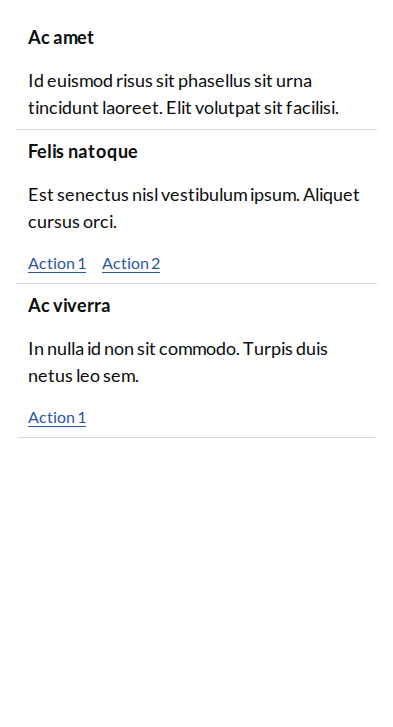 Ac amet
Id euismod risus sit phasellus sit urna
tincidunt laoreet. Elit volutpat sit facilisi.
Felis natoque
Est senectus nisl vestibulum ipsum. Aliquet
cursus orci.
Action 1 Action 2
Ac viverra
In nulla id non sit commodo. Turpis duis
netus leo sem.
Action 1